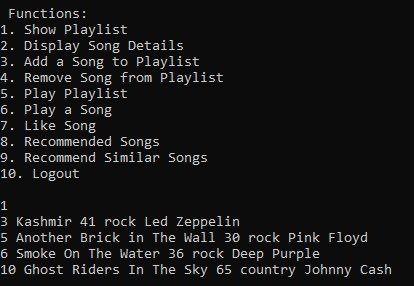 Functions:
1. Show Playlist
2. Display Song Details
3. Add a Song to Playlist
4. Remove Song from Playlist
5. Play Playlist
6. Play a Song
7. Like Song
8. Recommended Songs
9. Recommend Similar Songs
10. Logout
1
3 Kashmir 41 rock Led Zeppelin
5 Another Brick in The Wall 30 rock Pink Floyd
6 Smoke On The Water 36 rock Deep Purple
10 Ghost Riders In The Sky 65 country Johnny Cash